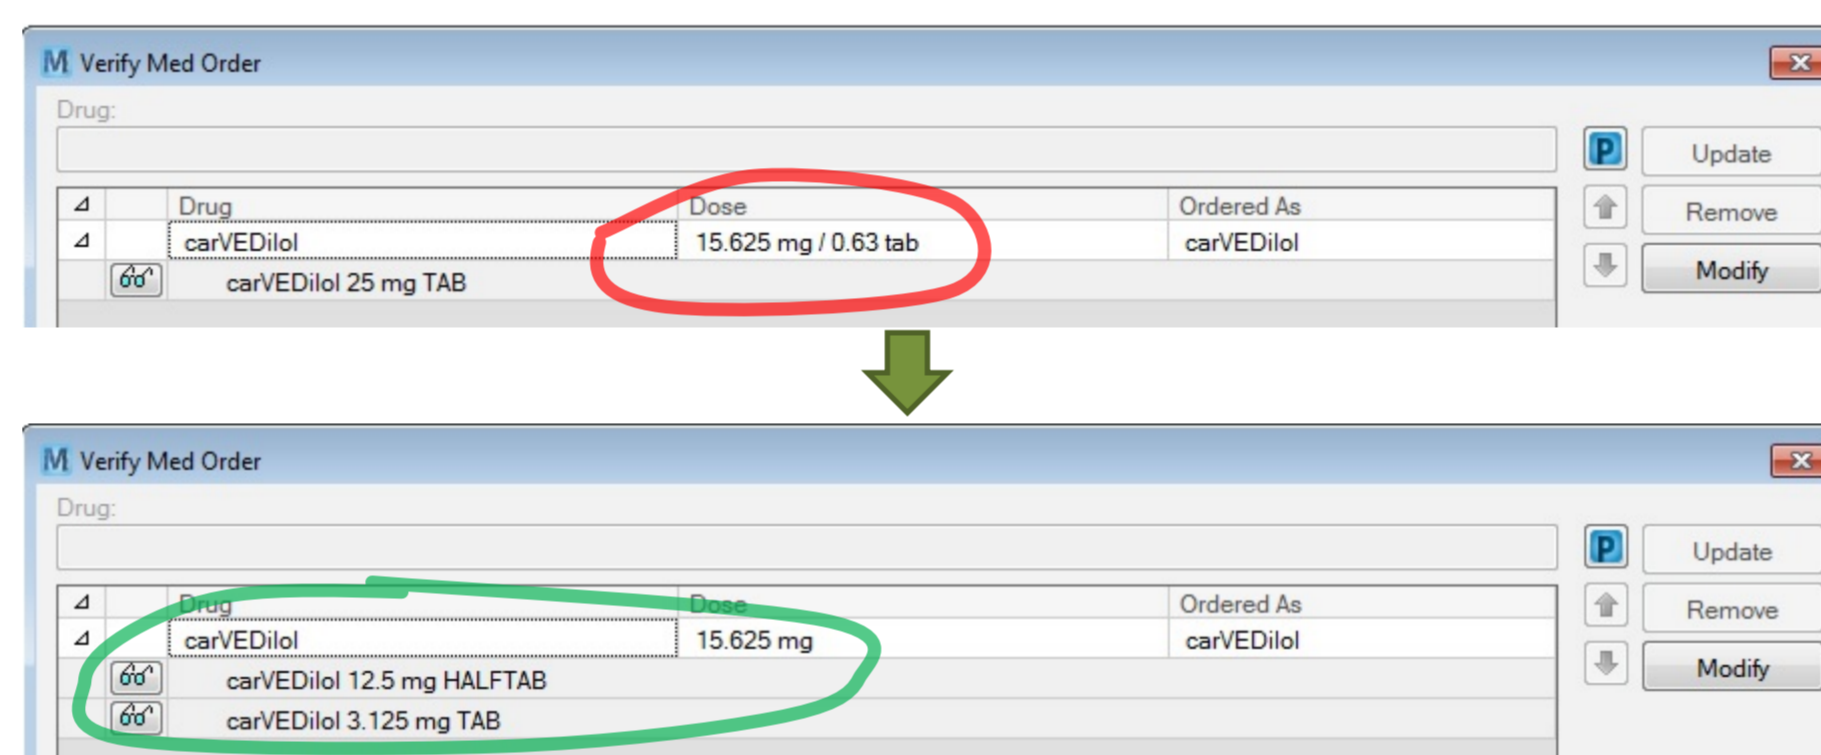 M Verify Med Order
Drug:
P Update
Drug Dose Ordered As
Remove
carVEDilol 15.625 mg / 0.63 tab carVEDilol
carVEDilol 25 mg TAB
Modify
M Verify Med Order
Drug:
P Update
Drug Dose Ordered As
Remove
carVEDilol 15.625 mg carVEDilol
carVEDilol 12.5 mg HALFTAB
Modify
carVEDilol 3.125 mg TAB